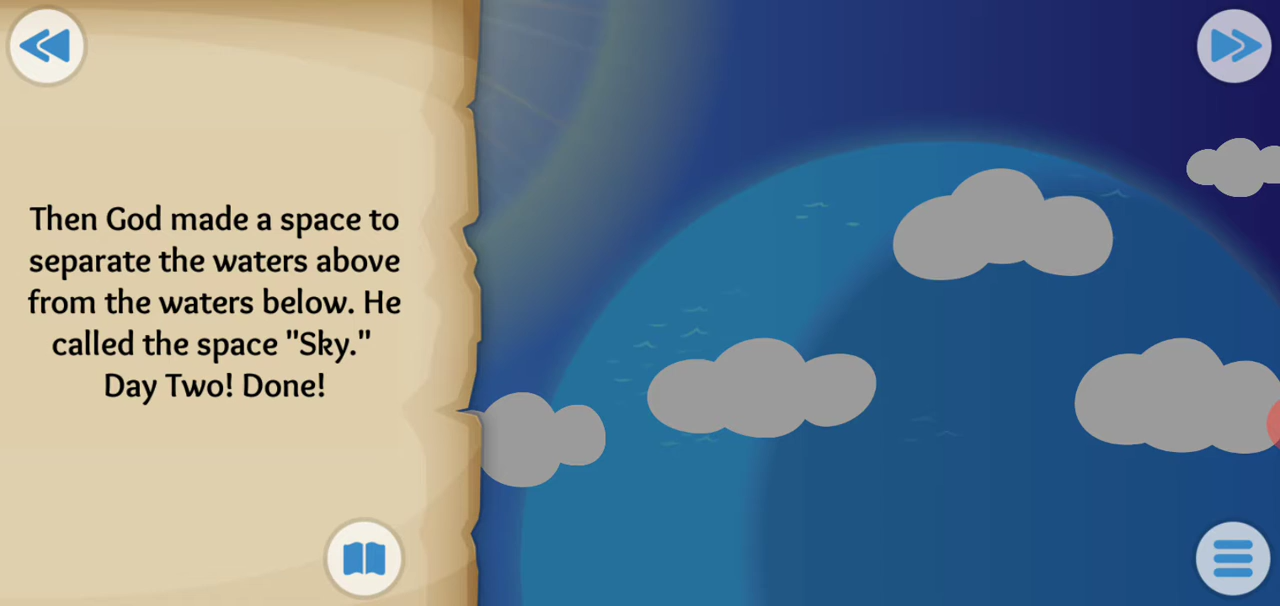 Then God made a space to
separate the waters above
from the waters below. He
called the space "Sky."
Day Two! Done!